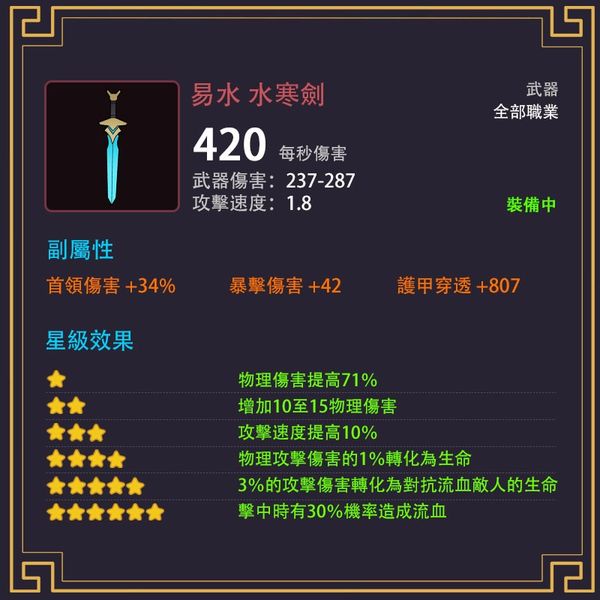 易水 水寒劍
武器
全部職業
420 每秒傷害
武器傷害：237-287
攻擊速度：1.8
裝備中
副屬性
首領傷害 +34% 暴擊傷害 +42 護甲穿透 +807
星級效果
物理傷害提高71%
增加10至15物理傷害
攻擊速度提高10%
物理攻擊傷害的1%轉化為生命
3%的攻擊傷害轉化為對抗流血敵人的生命
擊中時有30%機率造成流血